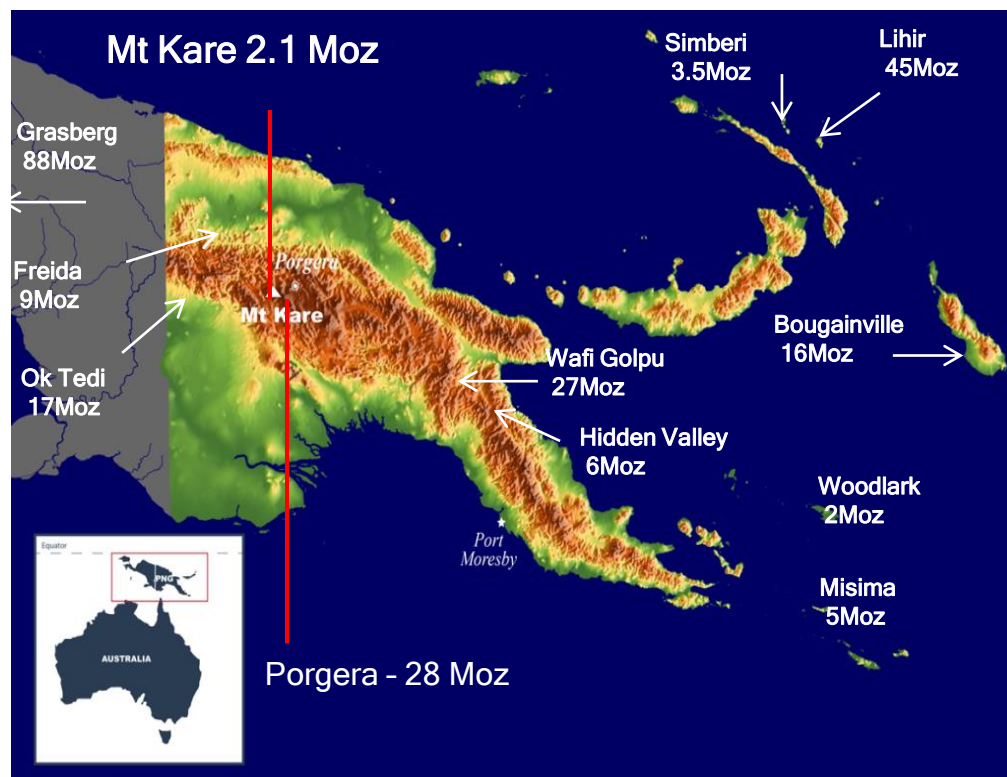 Mt Kare 2.1 Moz
Simberi
3.5Moz
Lihir
45Moz
Grasberg
88Moz
Freida
9Moz
Porgera
Mt Kare
Ok Tedi
17Moz
Bougainville
16Moz
Wafi Golpu
27Moz
Hidden Valley
6Moz
Woodlark
2Moz
Port
Moresby
Misima
5Moz
Equator
PNG
AUSTRALIA
Porgera - 28 Moz